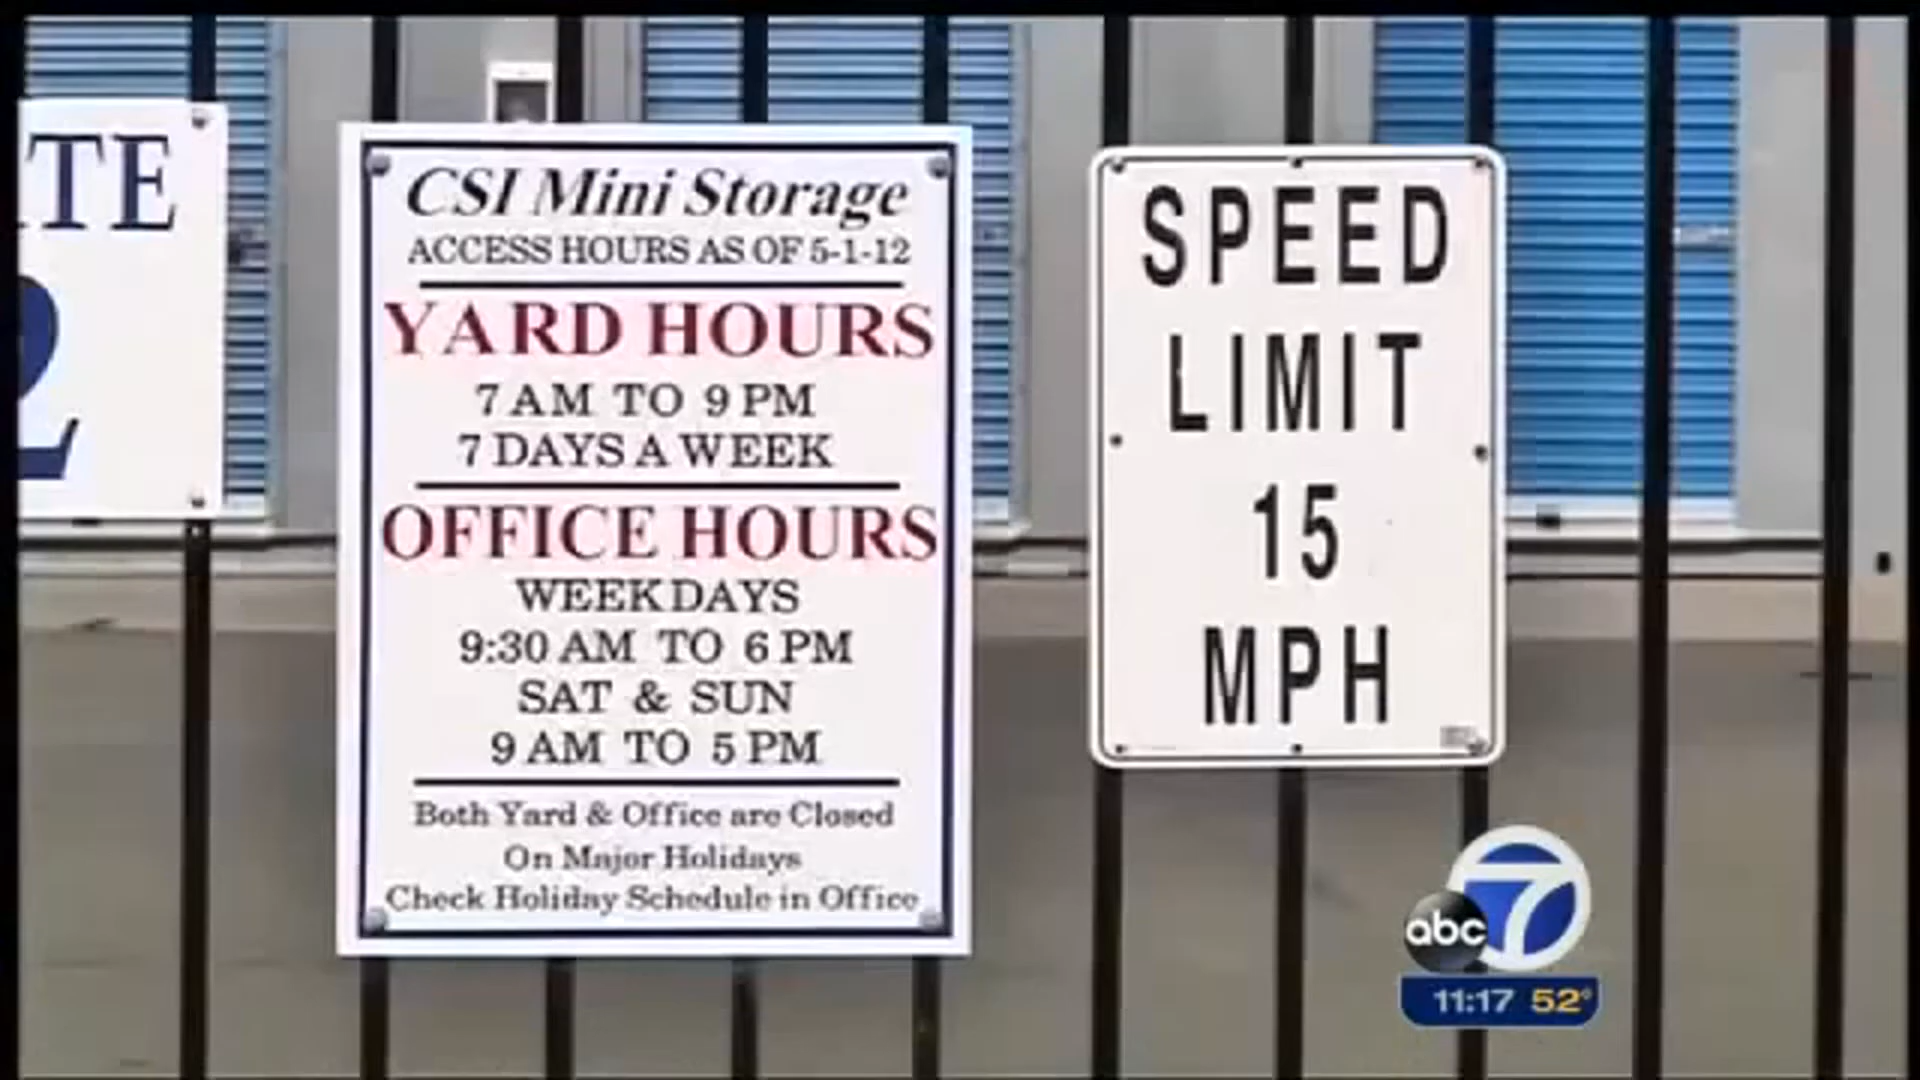 TE
2
CSI Mini Storage
ACCESS HOURS AS OF 5-1-12
YARD HOURS
7 AM TO 9 PM
7 DAYS A WEEK
OFFICE HOURS
WEEKDAYS
9:30 AM TO 6 PM
SAT & SUN
9 AM TO 5 PM
Both Yard & Office are Closed
On Major Holidays
Check Holiday Schedule in Office
SPEED
LIMIT
15
MPH
abc 7
11:17 52°